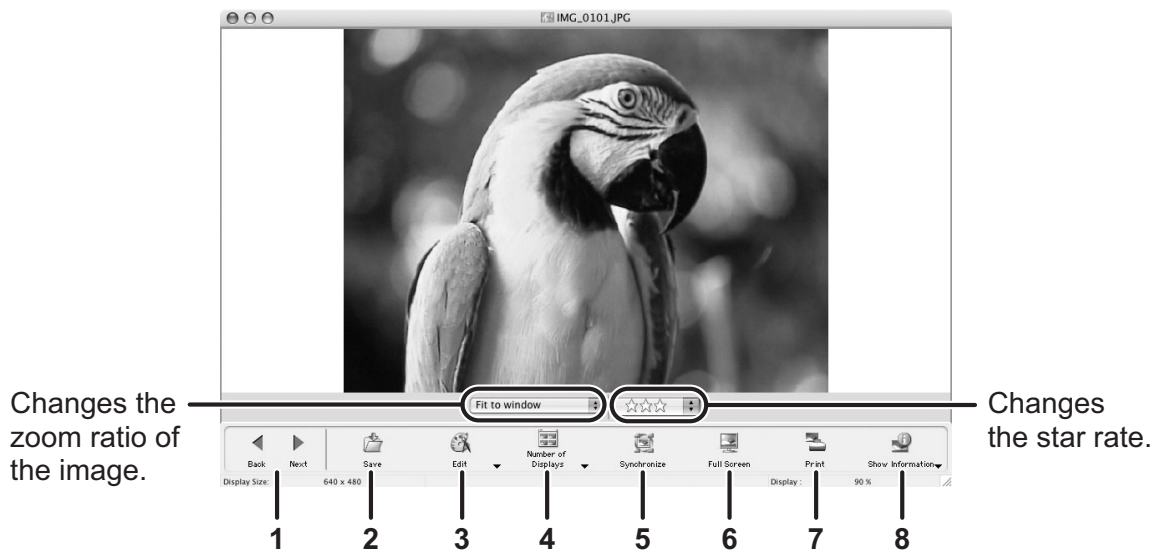 IMG_0101.JPG
Changes the
zoom ratio of
the image.
Fit to window
Changes
the star rate.
Back
Next
Save
Edit
Number of
Displays
Synchronize
Full Screen
Print
Show Information
Display Size:
640 x 480
Display :
90 %
1
2
3
4
5
6
7
8